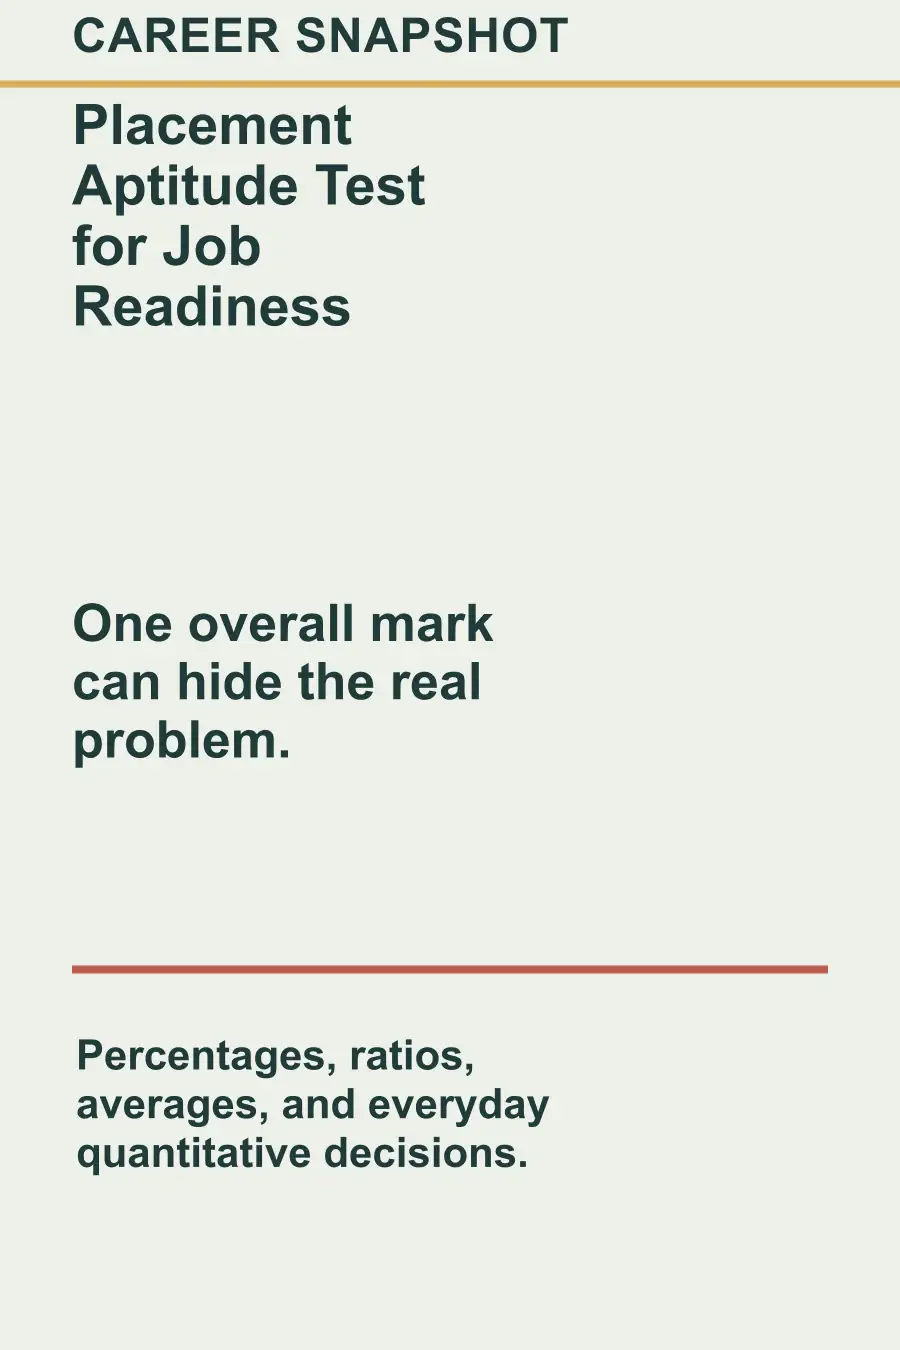 CAREER SNAPSHOT
Placement
Aptitude Test
for Job
Readiness
One overall mark
can hide the real
problem.
Percentages, ratios,
averages, and everyday
quantitative decisions.